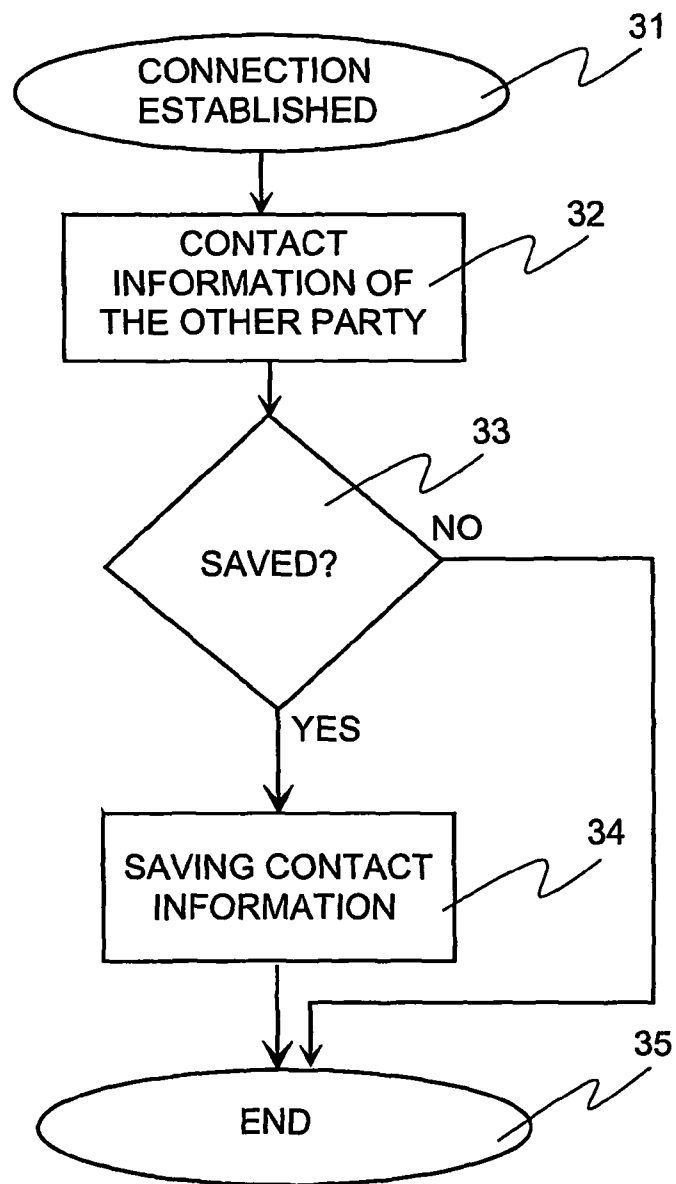 31
CONNECTION
ESTABLISHED
32
CONTACT
INFORMATION OF
THE OTHER PARTY
33
NO
SAVED?
YES
34
SAVING CONTACT
INFORMATION
35
END